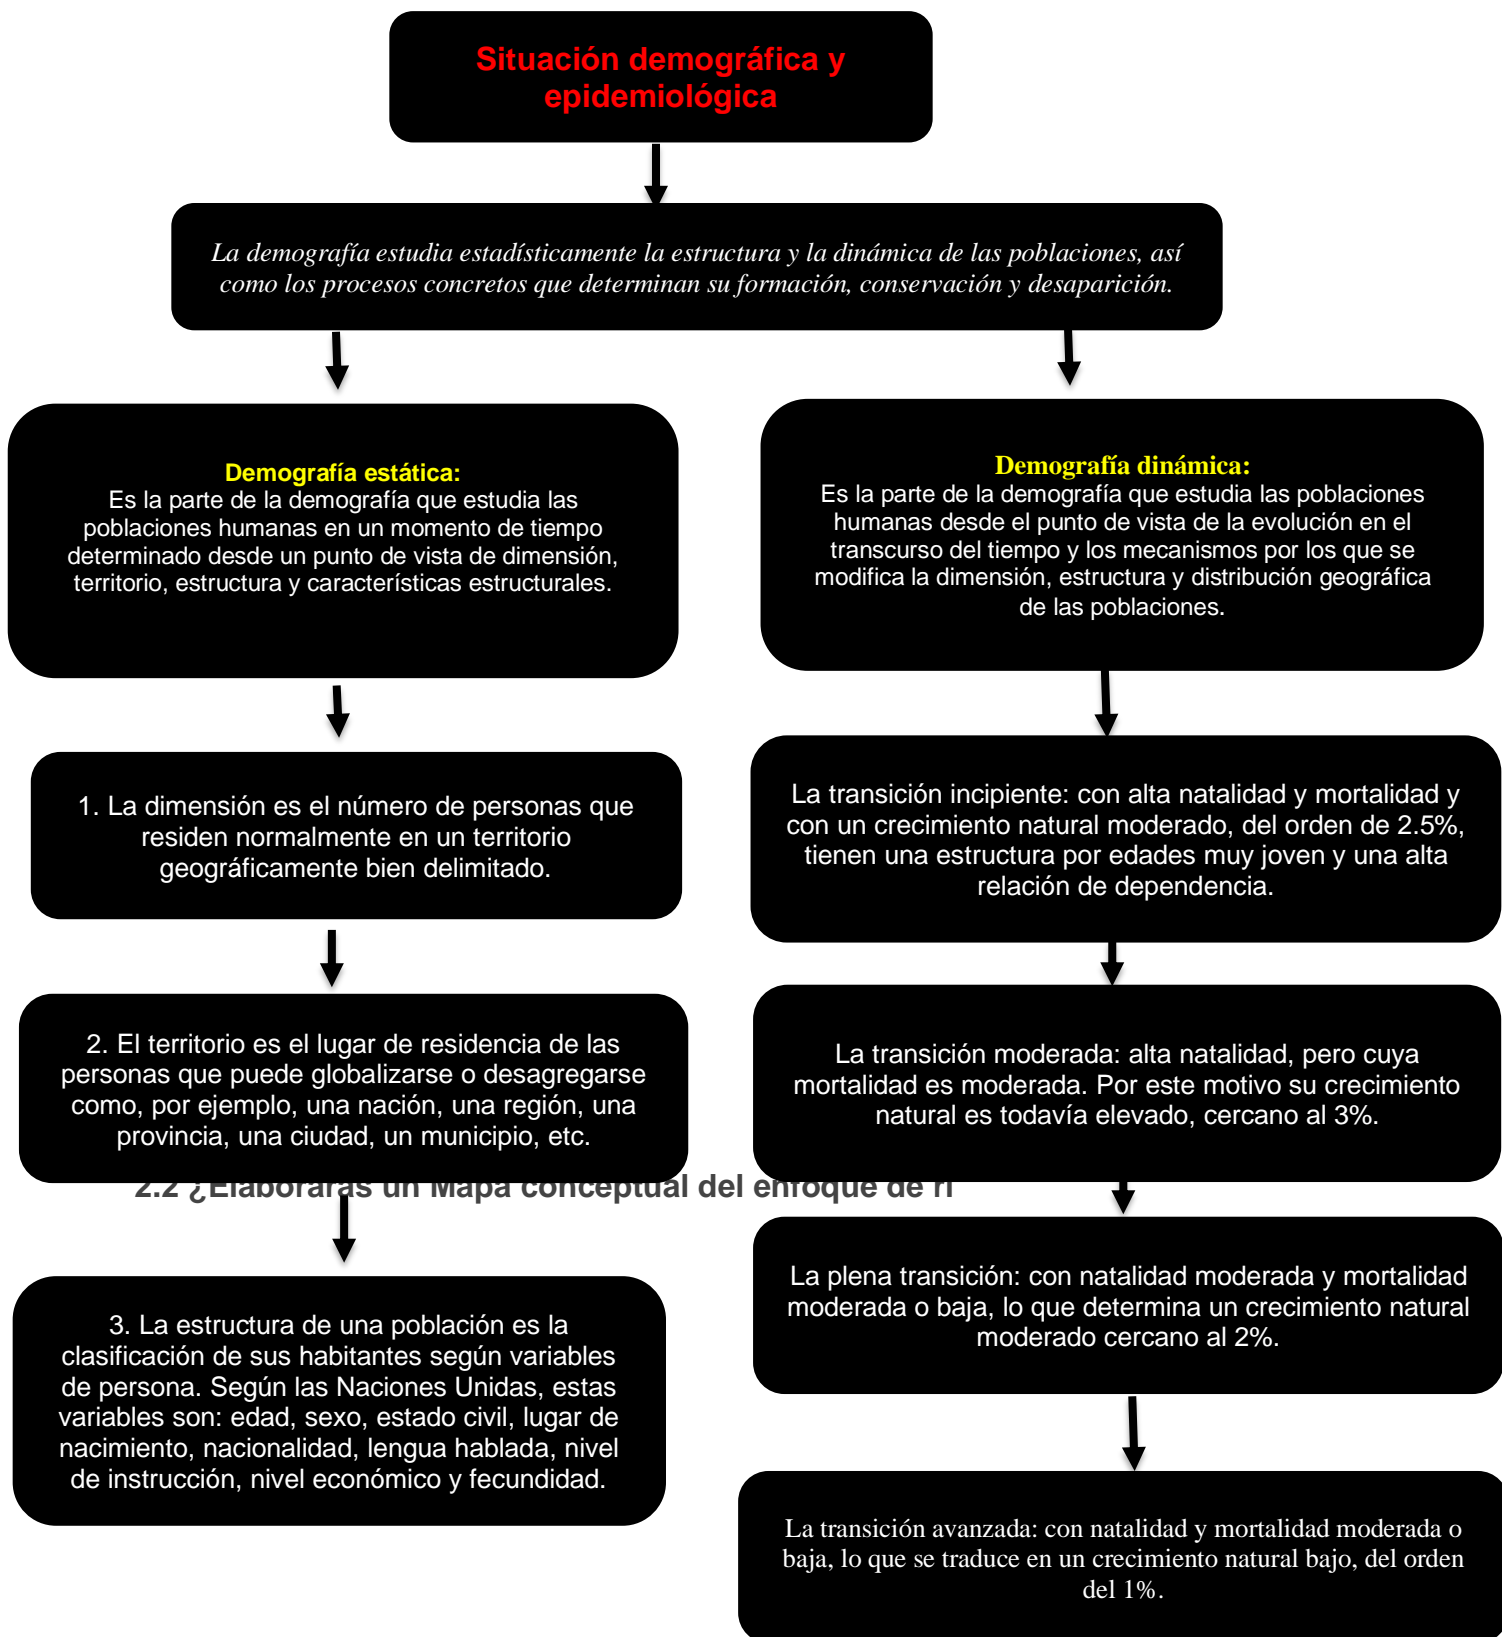 Situación demográfica y
epidemiológica
La demografía estudia estadísticamente la estructura y la dinámica de las poblaciones, así
como los procesos concretos que determinan su formación, conservación y desaparición.
Demografía estática:
Es la parte de la demografía que estudia las
poblaciones humanas en un momento de tiempo
determinado desde un punto de vista de dimensión,
territorio, estructura y características estructurales.
1. La dimensión es el número de personas que
residen normalmente en un territorio
geográficamente bien delimitado.
2. El territorio es el lugar de residencia de las
personas que puede globalizarse o desagregarse
como, por ejemplo, una nación, una región, una
provincia, una ciudad, un municipio, etc.
2.2 ¿Elaboraras un Mapa conceptual del enfoque de ri
3. La estructura de una población es la
clasificación de sus habitantes según variables
de persona. Según las Naciones Unidas, estas
variables son: edad, sexo, estado civil, lugar de
nacimiento, nacionalidad, lengua hablada, nivel
de instrucción, nivel económico y fecundidad.
Demografía dinámica:
Es la parte de la demografía que estudia las poblaciones
humanas desde el punto de vista de la evolución en el
transcurso del tiempo y los mecanismos por los que se
modifica la dimensión, estructura y distribución geográfica
de las poblaciones.
La transición incipiente: con alta natalidad y mortalidad y
con un crecimiento natural moderado, del orden de 2.5%,
tienen una estructura por edades muy joven y una alta
relación de dependencia.
La transición moderada: alta natalidad, pero cuya
mortalidad es moderada. Por este motivo su crecimiento
natural es todavía elevado, cercano al 3%.
La plena transición: con natalidad moderada y mortalidad
moderada o baja, lo que determina un crecimiento natural
moderado cercano al 2%.
La transición avanzada: con natalidad y mortalidad moderada o
baja, lo que se traduce en un crecimiento natural bajo, del orden
del 1%.